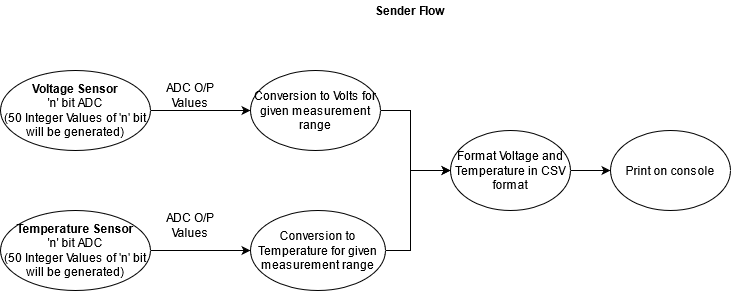 Sender Flow
Voltage Sensor
'n' bit ADC
(50 Integer Values of 'n' bit
will be generated)
ADC O/P
Values
Conversion to Volts for
given measurement
range
Format Voltage and
Temperature in CSV
format
Print on console
Temperature Sensor
'n' bit ADC
(50 Integer Values of 'n' bit
will be generated)
ADC O/P
Values
Conversion to
Temperature for given
measurement range